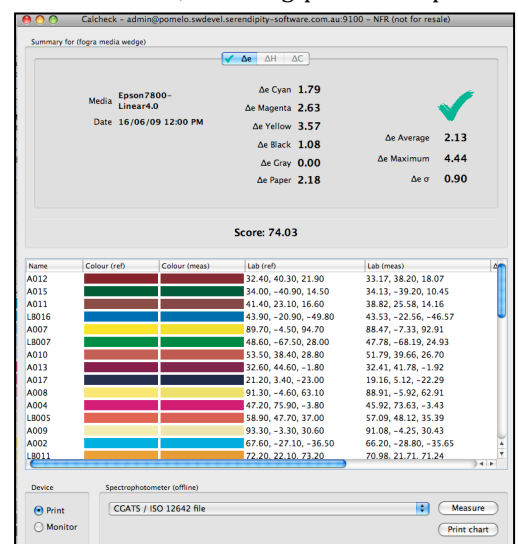 Calcheck – admin@pomelo.swdevel.serendipity-software.com.au:9100 – NFR (not for resale)
Summary for (fogra media wedge)
Δe ΔH ΔC
Media Epson7800-
Linear4.0
Date 16/06/09 12:00 PM
Δe Cyan 1.79
Δe Magenta 2.63
Δe Yellow 3.57
Δe Black 1.08
Δe Gray 0.00
Δe Paper 2.18
Δe Average 2.13
Δe Maximum 4.44
Δe σ 0.90
Score: 74.03
Name Colour (ref) Colour (meas) Lab (ref) Lab (meas)
A012 32.40, 40.30, 21.90 33.17, 38.20, 18.07
A015 34.00, -40.90, 14.50 34.13, -39.20, 10.45
A011 41.40, 23.10, 16.60 38.82, 25.58, 14.16
LB016 43.90, -20.90, -49.80 43.53, -22.56, -46.57
A007 89.70, -4.50, 94.70 88.47, -7.33, 92.91
LB007 48.60, -67.50, 28.00 47.78, -68.19, 24.93
A010 53.50, 38.40, 28.80 51.79, 39.66, 26.70
A013 32.60, 44.60, -1.80 32.41, 41.78, -1.92
A017 21.20, 3.40, -23.00 19.16, 5.12, -22.29
A008 91.30, -4.60, 63.10 88.91, -5.92, 62.91
A004 47.20, 75.90, -3.80 45.92, 73.63, -3.43
LB005 58.90, 47.70, 37.00 57.09, 48.12, 35.39
A009 93.30, -3.30, 30.60 91.08, -4.25, 30.43
A002 67.60, -27.10, -36.50 66.20, -28.80, -35.65
LB011 72.20, 22.10, 73.20 70.98, 21.71, 71.24
Device
Spectrophotometer (offline)
Print
CGATS / ISO 12642 file
Measure
Monitor
Print chart